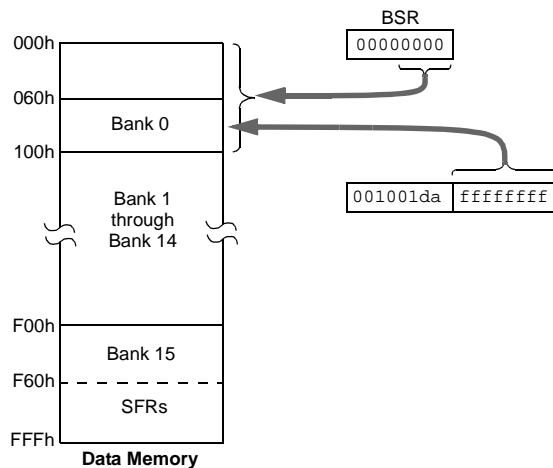 BSR
000h
00000000
060h
Bank 0
100h
001001da ffffffff
Bank 1
through
Bank 14
F00h
Bank 15
F60h
SFRs
FFFh
Data Memory